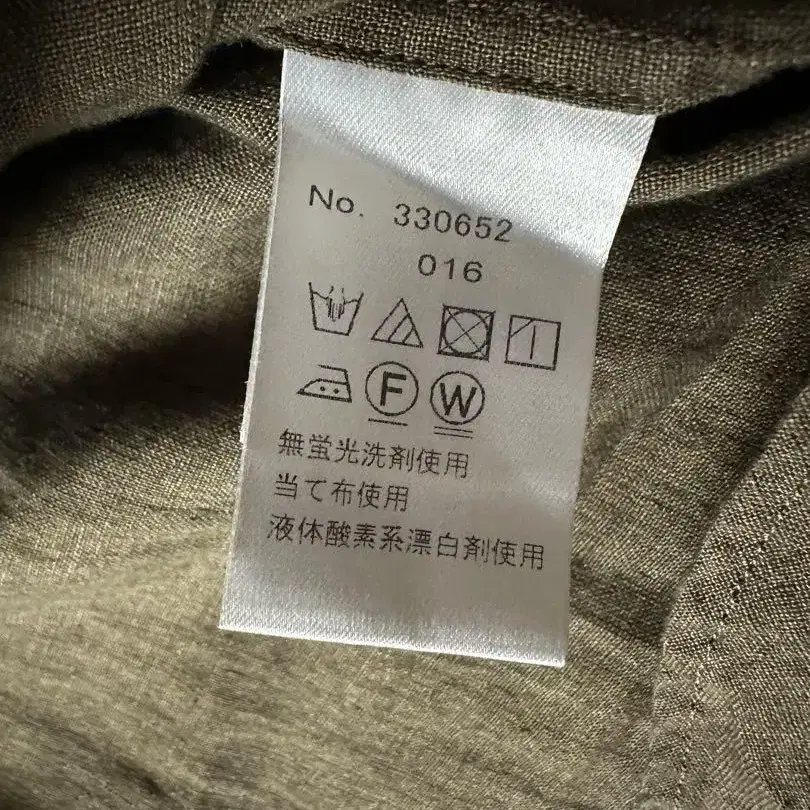 No. 330652
016
F W
無蛍光洗剤使用
当て布使用
液体酸素系漂白剤使用